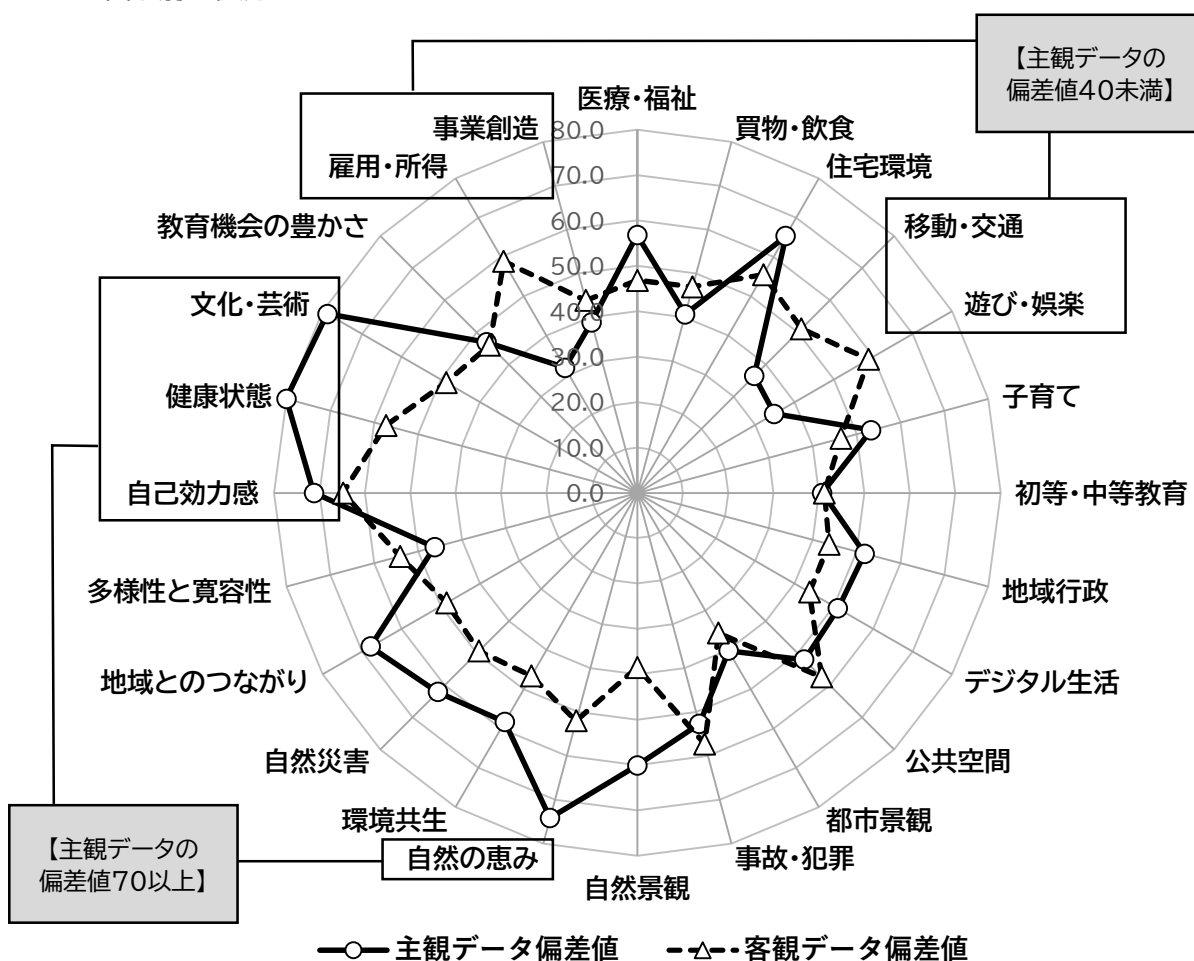 【主観データの
偏差値40未満】
医療・福祉
買物・飲食
住宅環境
移動・交通
遊び・娯楽
子育て
初等・中等教育
地域行政
デジタル生活
公共空間
都市景観
事故・犯罪
自然景観
自然の恵み
環境共生
自然災害
地域とのつながり
多様性と寛容性
自己効力感
健康状態
文化・芸術
教育機会の豊かさ
雇用・所得
事業創造
80.0
70.0
60.0
50.0
40.0
30.0
20.0
10.0
0.0
【主観データの
偏差値70以上】
主観データ偏差値 客観データ偏差値